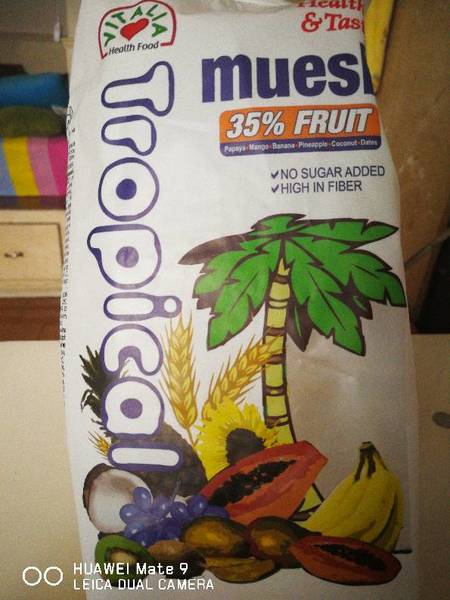 VITALIA
Health Food
& Tas
muesl
35% FRUIT
Papaya • Mango • Banana • Pineapple • Coconut • Dates
✓NO SUGAR ADDED
✓HIGH IN FIBER
Tropical
HUAWEI Mate 9
LEICA DUAL CAMERA